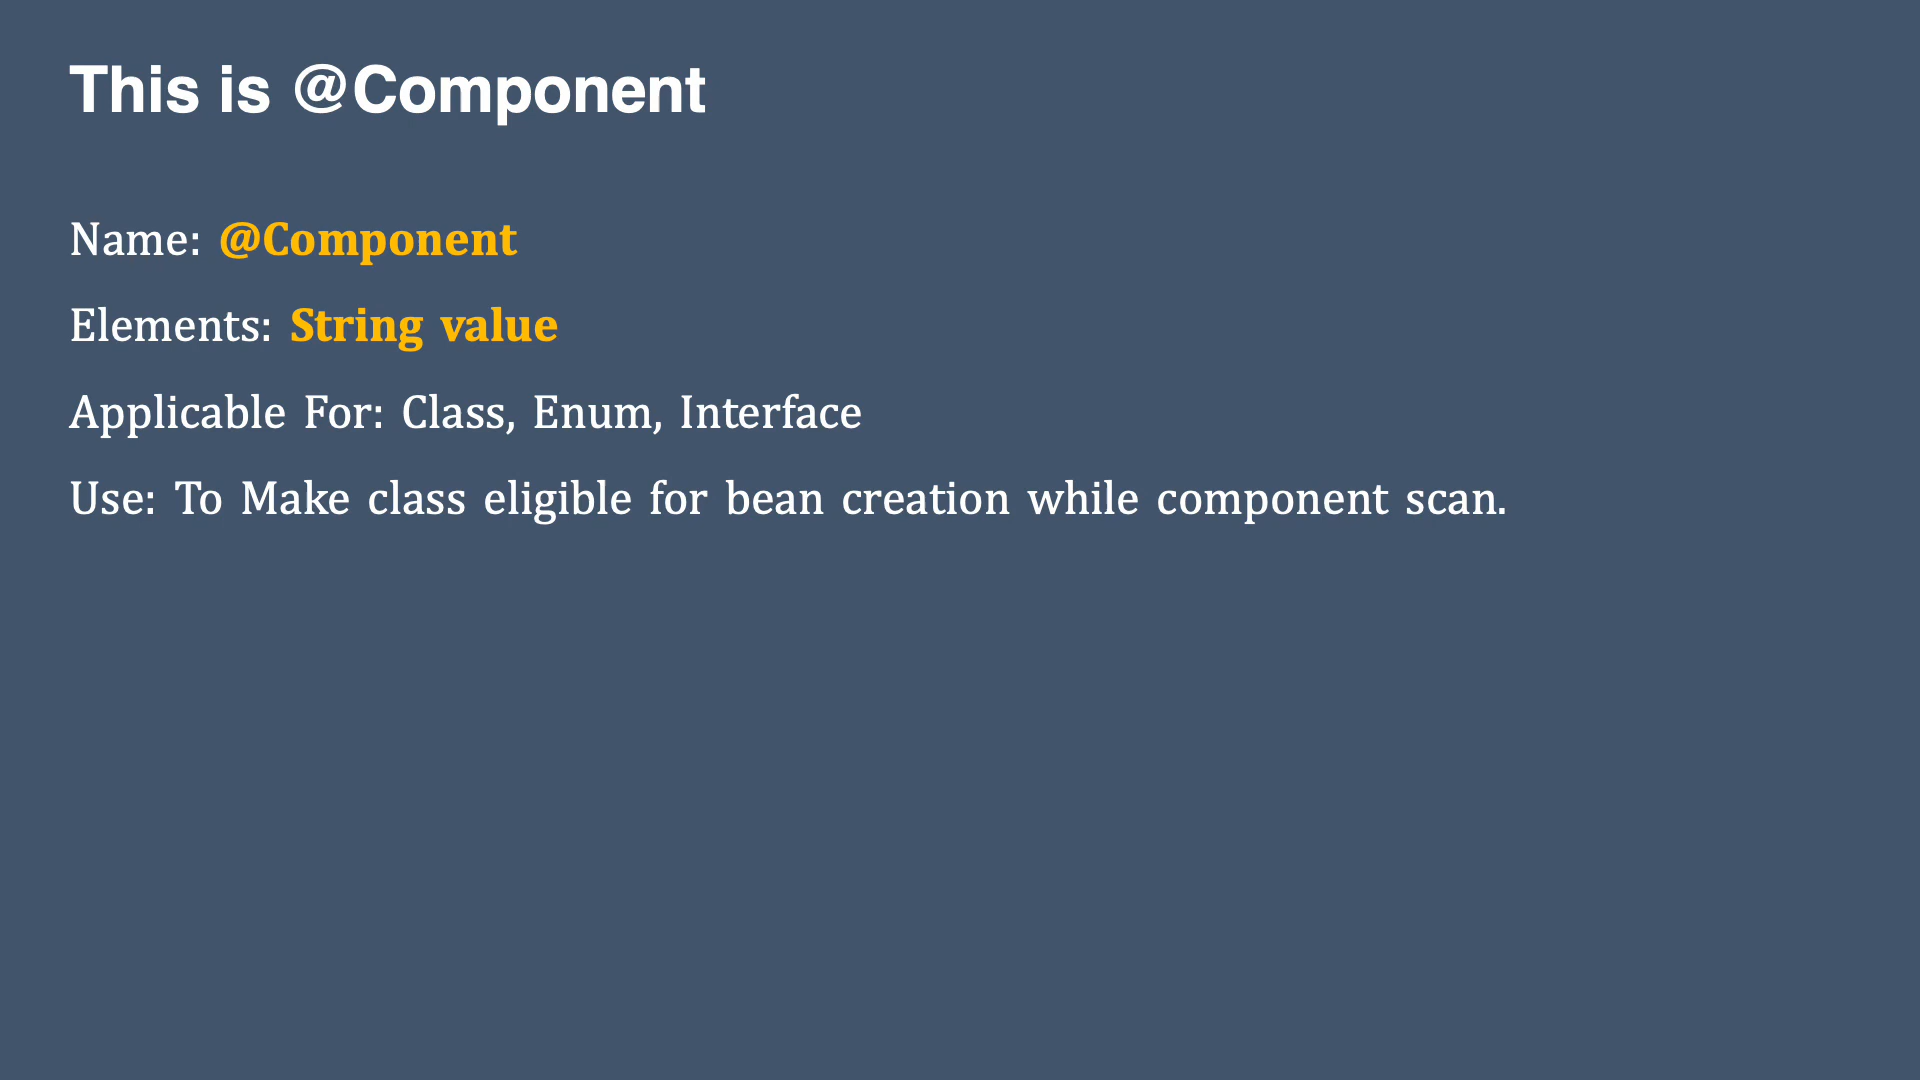 This is @Component
Name: @Component
Elements: String value
Applicable For: Class, Enum, Interface
Use: To Make class eligible for bean creation while component scan.